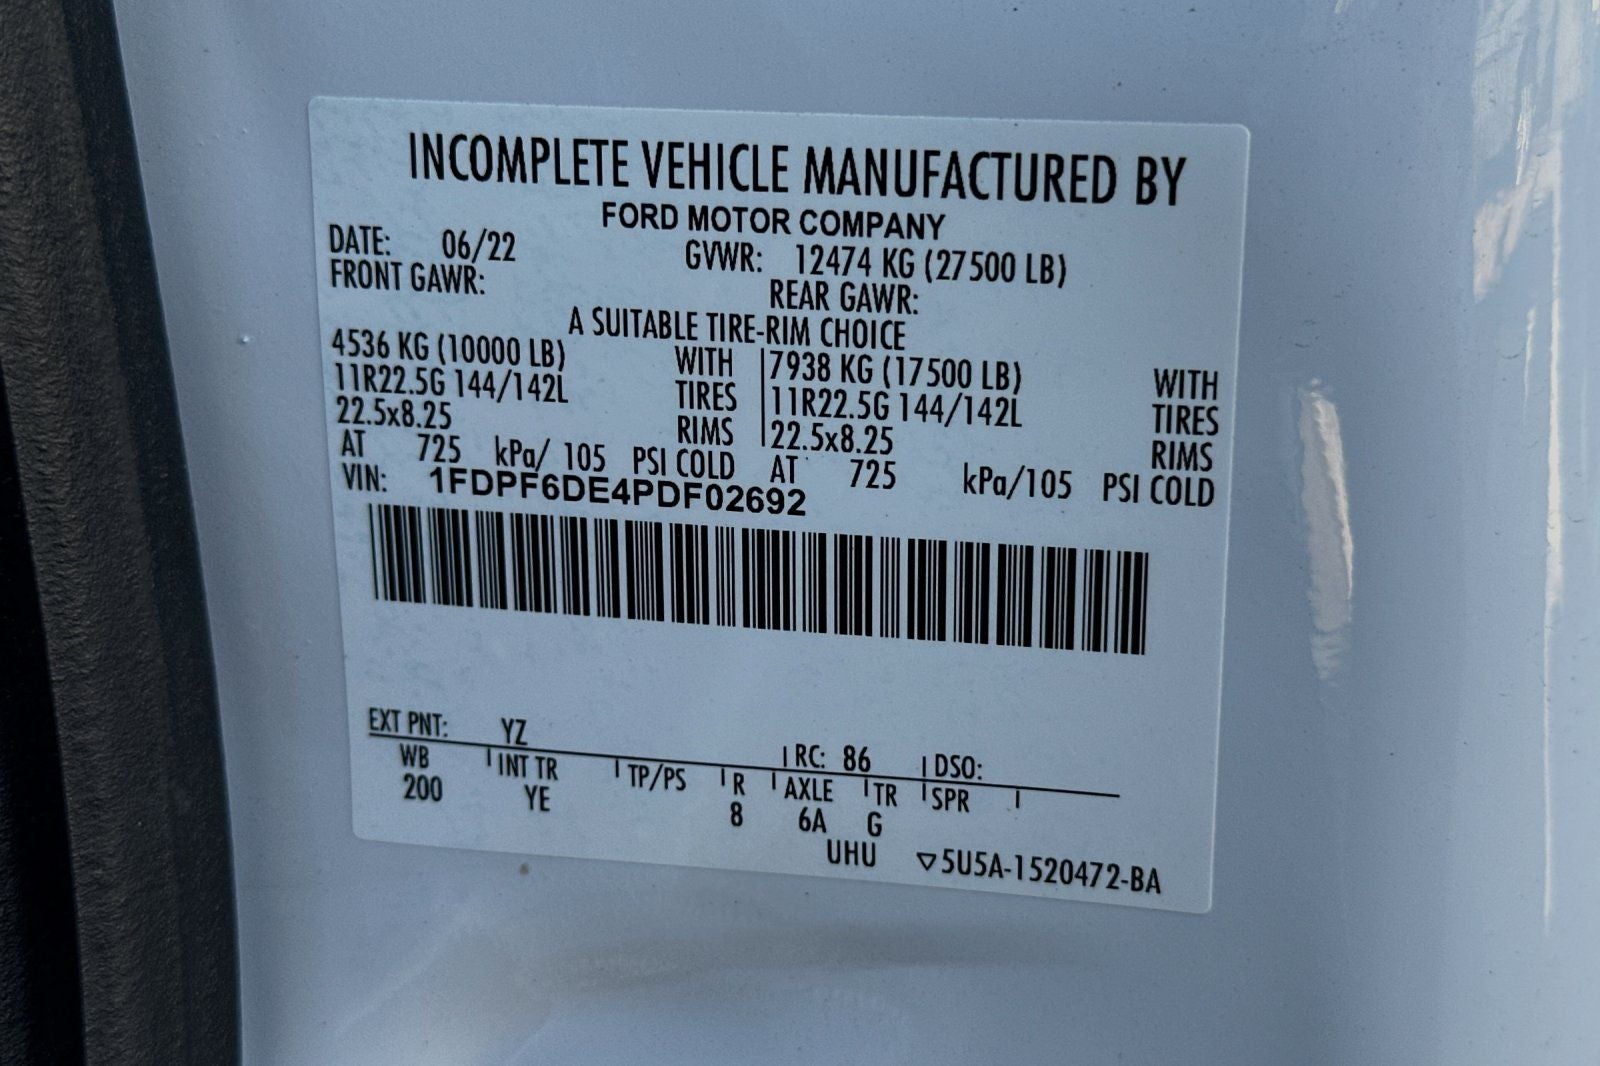 INCOMPLETE VEHICLE MANUFACTURED BY
FORD MOTOR COMPANY
DATE: 06/22 GVWR: 12474 KG (27500 LB)
FRONT GAWR: REAR GAWR:
A SUITABLE TIRE-RIM CHOICE
4536 KG (10000 LB) WITH 7938 KG (17500 LB) WITH
11R22.5G 144/142L TIRES 11R22.5G 144/142L TIRES
22.5x8.25 RIMS 22.5x8.25 RIMS
AT 725 kPa/ 105 PSI COLD AT 725 kPa/105 PSI COLD
VIN: 1FDPF6DE4PDF02692
EXT PNT: YZ RC: 86 DSO:
WB INT TR TP/PS R AXLE TR SPR
200 YE 8 6A G
UHU ▽5U5A-1520472-BA